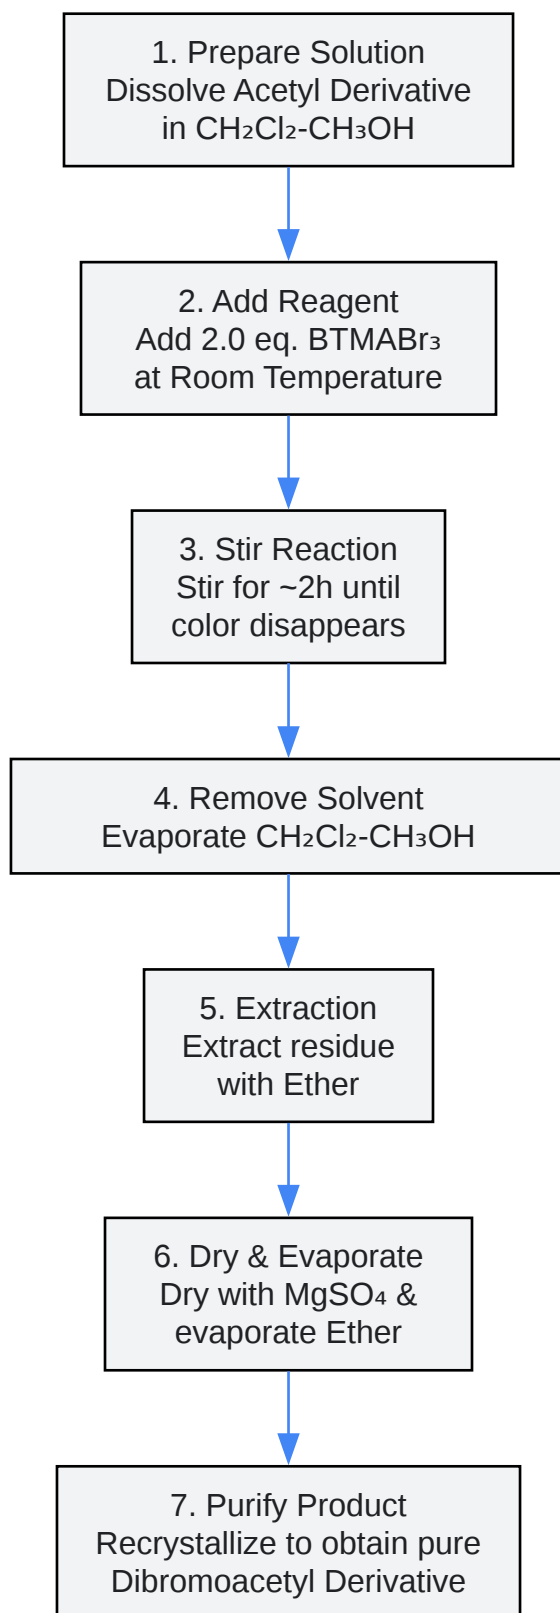 1. Prepare Solution
Dissolve Acetyl Derivative
in CH₂Cl₂-CH₃OH
2. Add Reagent
Add 2.0 eq. BTMABr₃
at Room Temperature
3. Stir Reaction
Stir for ~2h until
color disappears
4. Remove Solvent
Evaporate CH₂Cl₂-CH₃OH
5. Extraction
Extract residue
with Ether
6. Dry & Evaporate
Dry with MgSO₄ &
evaporate Ether
7. Purify Product
Recrystallize to obtain pure
Dibromoacetyl Derivative